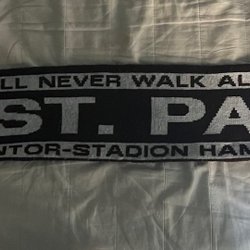 LL NEVER WALK AL
ST. PA
NTOR-STADION HAM